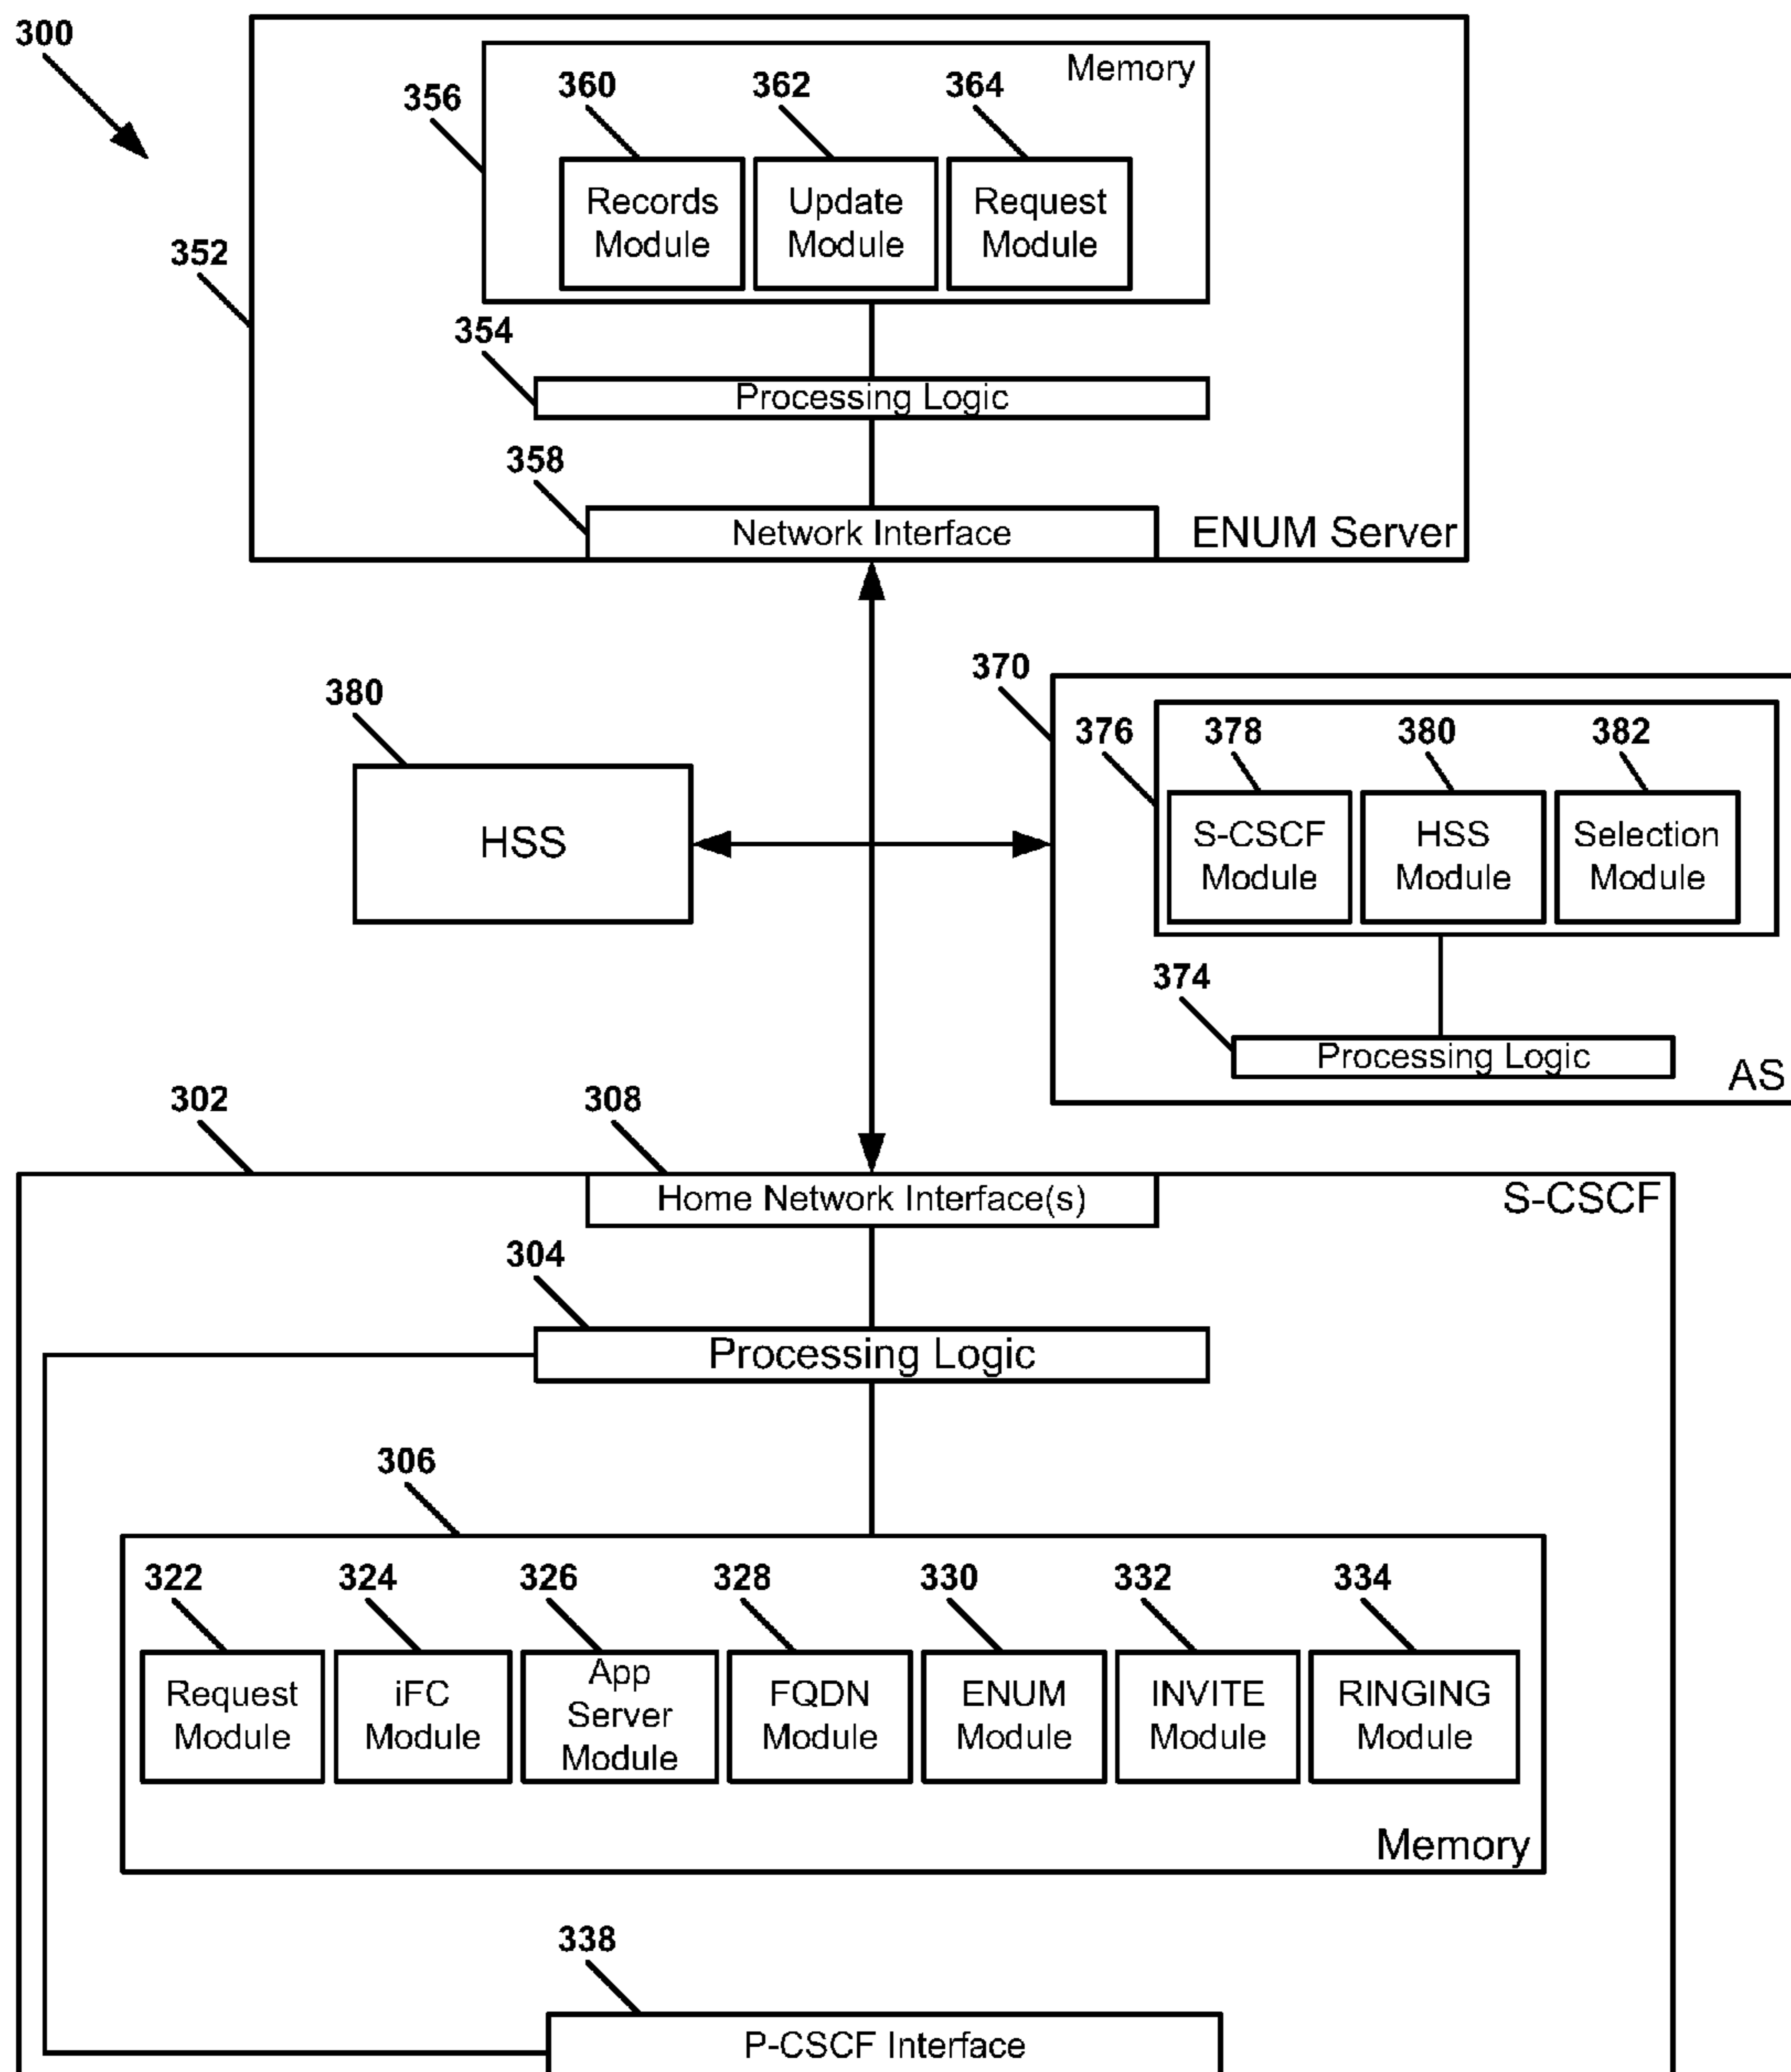 300
352
Memory
356
360
362
364
Records
Module
Update
Module
Request
Module
354
Processing Logic
358
Network Interface
ENUM Server
380
HSS
370
376
378
380
382
S-CSCF
Module
HSS
Module
Selection
Module
374
Processing Logic
AS
302
308
Home Network Interface(s)
S-CSCF
304
Processing Logic
306
322
324
326
328
330
332
334
Request
Module
iFC
Module
App
Server
Module
FQDN
Module
ENUM
Module
INVITE
Module
RINGING
Module
Memory
338
P-CSCF Interface